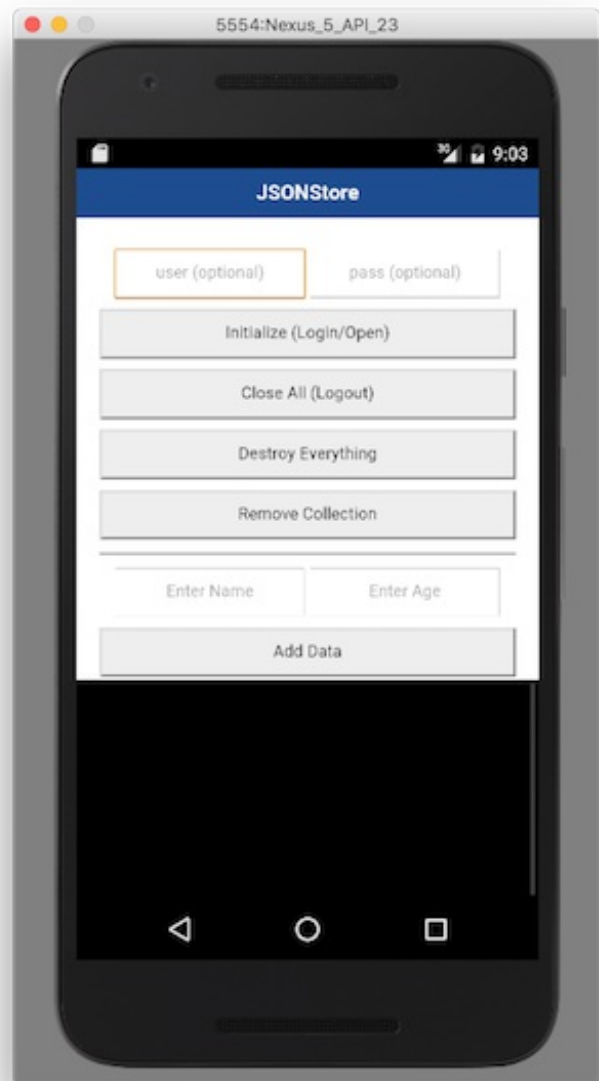 5554:Nexus_5_API_23
3G 9:03
JSONStore
user (optional) pass (optional)
Initialize (Login/Open)
Close All (Logout)
Destroy Everything
Remove Collection
Enter Name Enter Age
Add Data